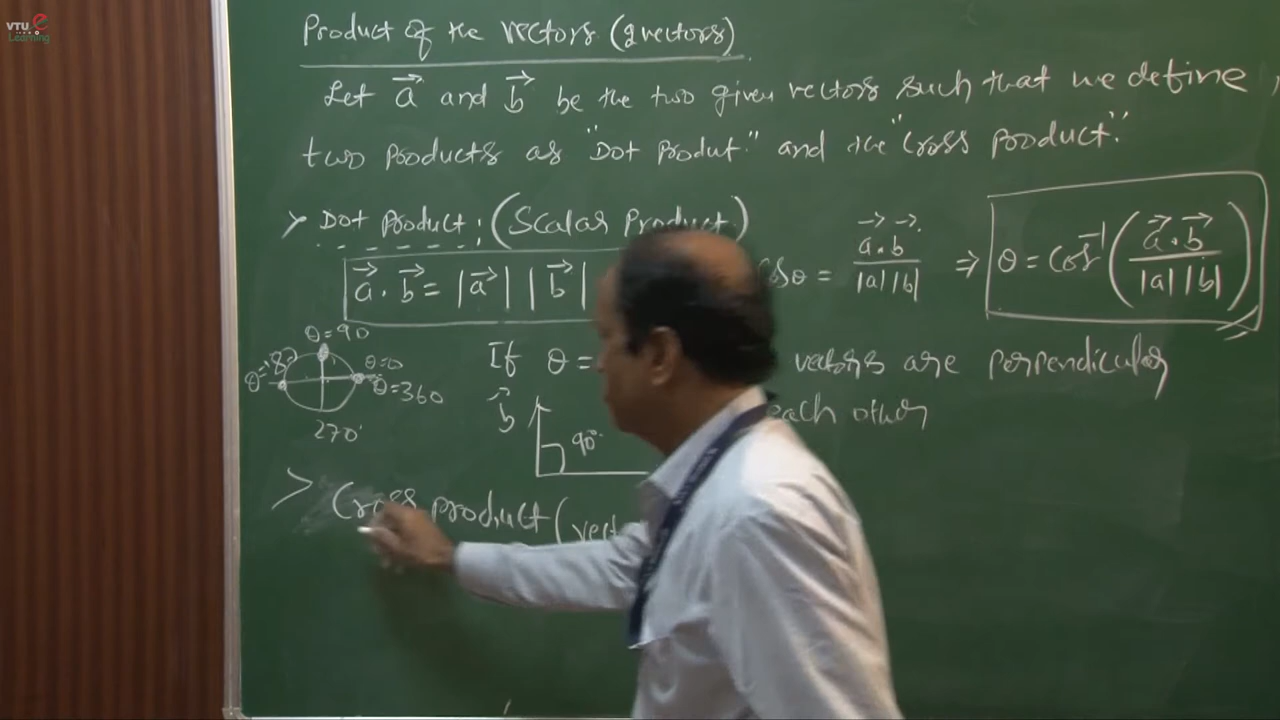 VTU e
Learning
Product of the vectors (2 vectors)
Let a⃗ and b⃗ be the two given vectors such that we define
two products as "Dot Produt." and the "Cross product."
> Dot Product : (Scalar Product)
a⃗ . b⃗ = |a⃗| |b⃗|
osθ = a⃗.b⃗ / |a||b| ⇒ θ = cos⁻¹ (a⃗.b⃗ / |a||b|)
θ=90
θ=180 θ=0
θ=360
270°
If θ = vectors are perpendicular
each other
b⃗
90°
> Cross product (vect